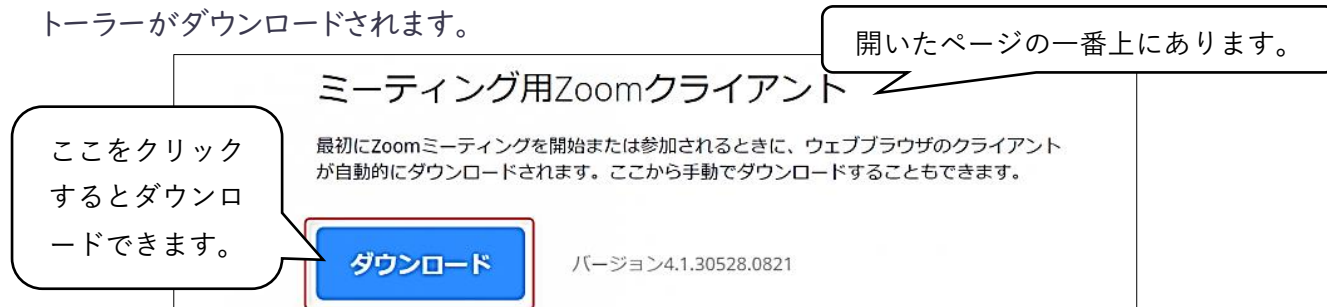 トーラーがダウンロードされます。
開いたページの一番上にあります。
ミーティング用Zoomクライアント
ここをクリック
するとダウンロ
ードできます。
最初にZoomミーティングを開始または参加されるときに、ウェブブラウザのクライアント
が自動的にダウンロードされます。ここから手動でダウンロードすることもできます。
ダウンロード
バージョン4.1.30528.0821